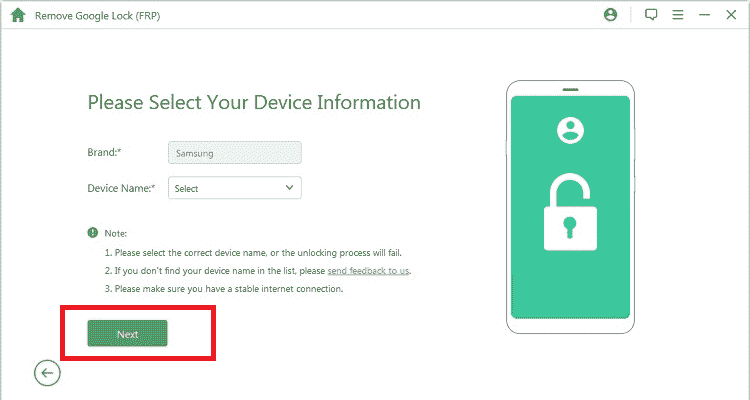 Remove Google Lock (FRP)
Please Select Your Device Information
Brand:* Samsung
Device Name:* Select
Note:
1. Please select the correct device name, or the unlocking process will fail.
2. If you don't find your device name in the list, please send feedback to us.
3. Please make sure you have a stable internet connection.
Next